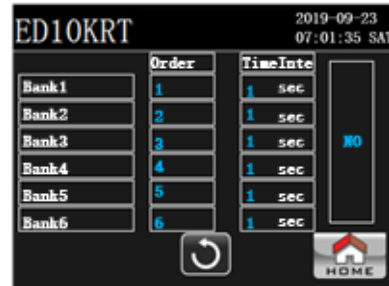 ED10KRT
2019-09-23
07:01:35 SAT
Order TimeInte
Bank1 1 1 sec
Bank2 2 1 sec
Bank3 3 1 sec NO
Bank4 4 1 sec
Bank5 5 1 sec
Bank6 6 1 sec
HOME